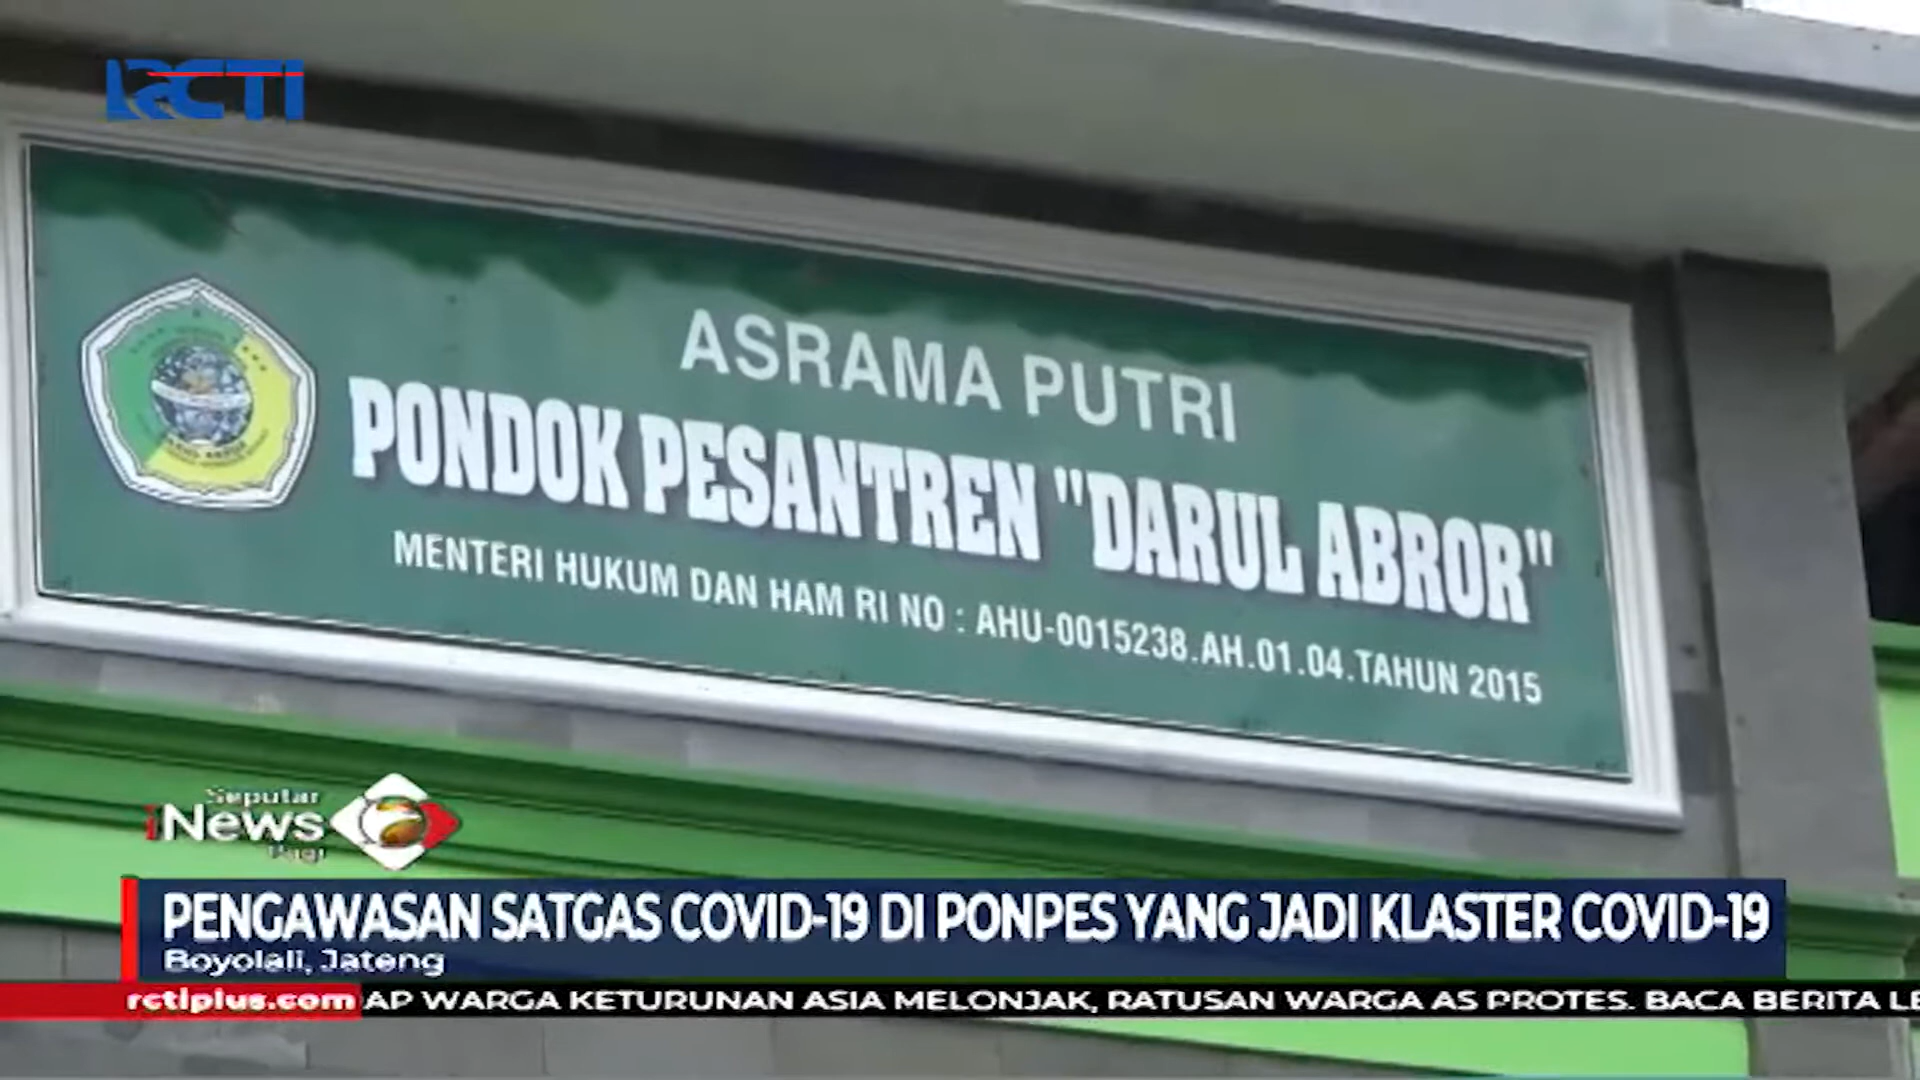 RCTI
ASRAMA PUTRI
PONDOK PESANTREN "DARUL ABROR"
MENTERI HUKUM DAN HAM RI NO : AHU-0015238.AH.01.04.TAHUN 2015
Seputar
iNews
Pagi
PENGAWASAN SATGAS COVID-19 DI PONPES YANG JADI KLASTER COVID-19
Boyolali, Jateng
rctiplus.com AP WARGA KETURUNAN ASIA MELONJAK, RATUSAN WARGA AS PROTES. BACA BERITA LE